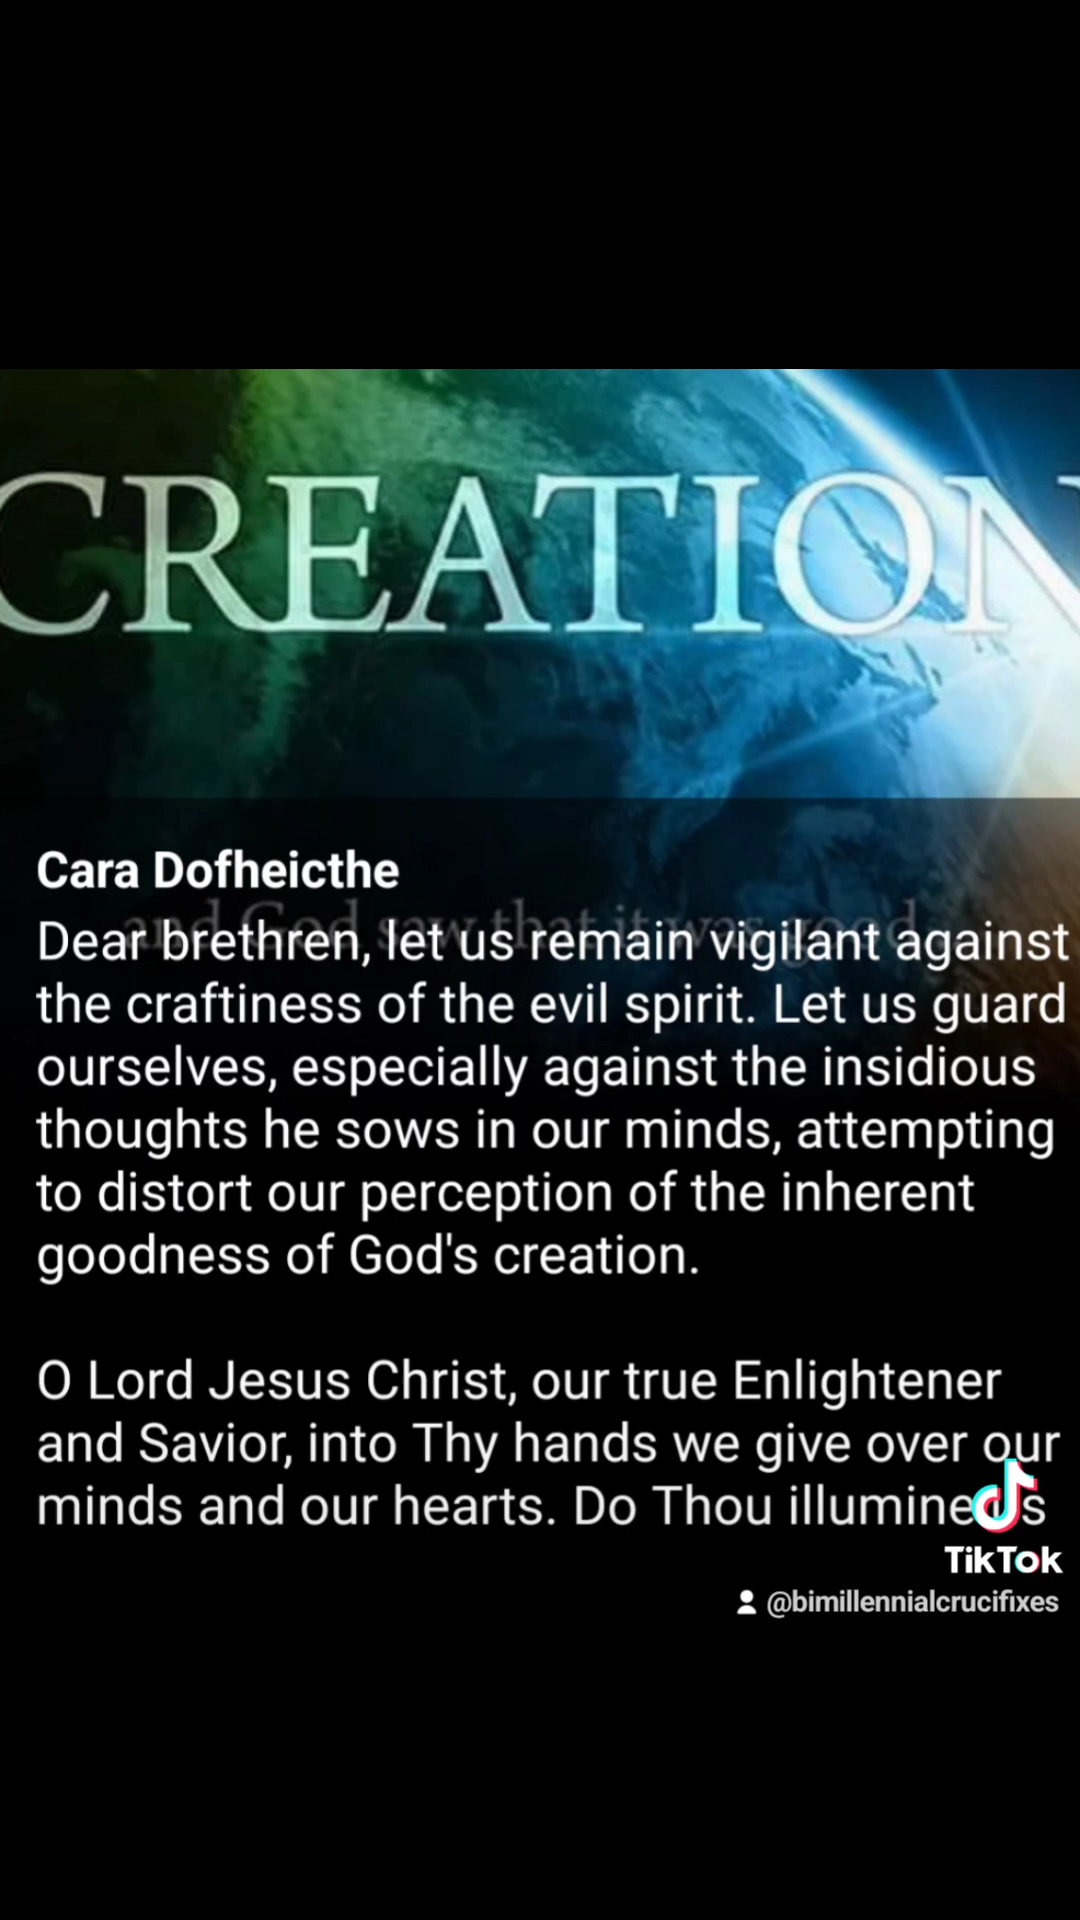 CREATION
Cara Dofheicthe
and God saw that it was good
Dear brethren, let us remain vigilant against
the craftiness of the evil spirit. Let us guard
ourselves, especially against the insidious
thoughts he sows in our minds, attempting
to distort our perception of the inherent
goodness of God's creation.
O Lord Jesus Christ, our true Enlightener
and Savior, into Thy hands we give over our
minds and our hearts. Do Thou illumine us
TikTok
@bimillennialcrucifixes